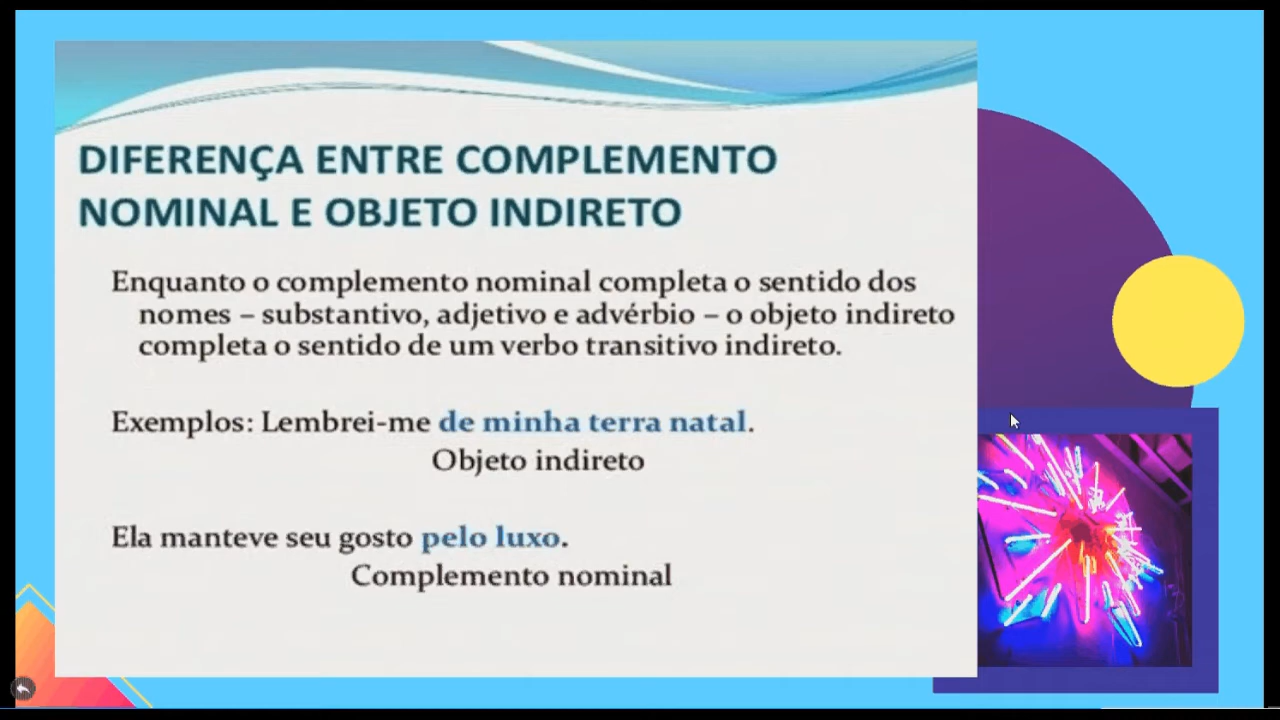 DIFERENÇA ENTRE COMPLEMENTO
NOMINAL E OBJETO INDIRETO
Enquanto o complemento nominal completa o sentido dos
nomes – substantivo, adjetivo e advérbio – o objeto indireto
completa o sentido de um verbo transitivo indireto.
Exemplos: Lembrei-me de minha terra natal.
Objeto indireto
Ela manteve seu gosto pelo luxo.
Complemento nominal